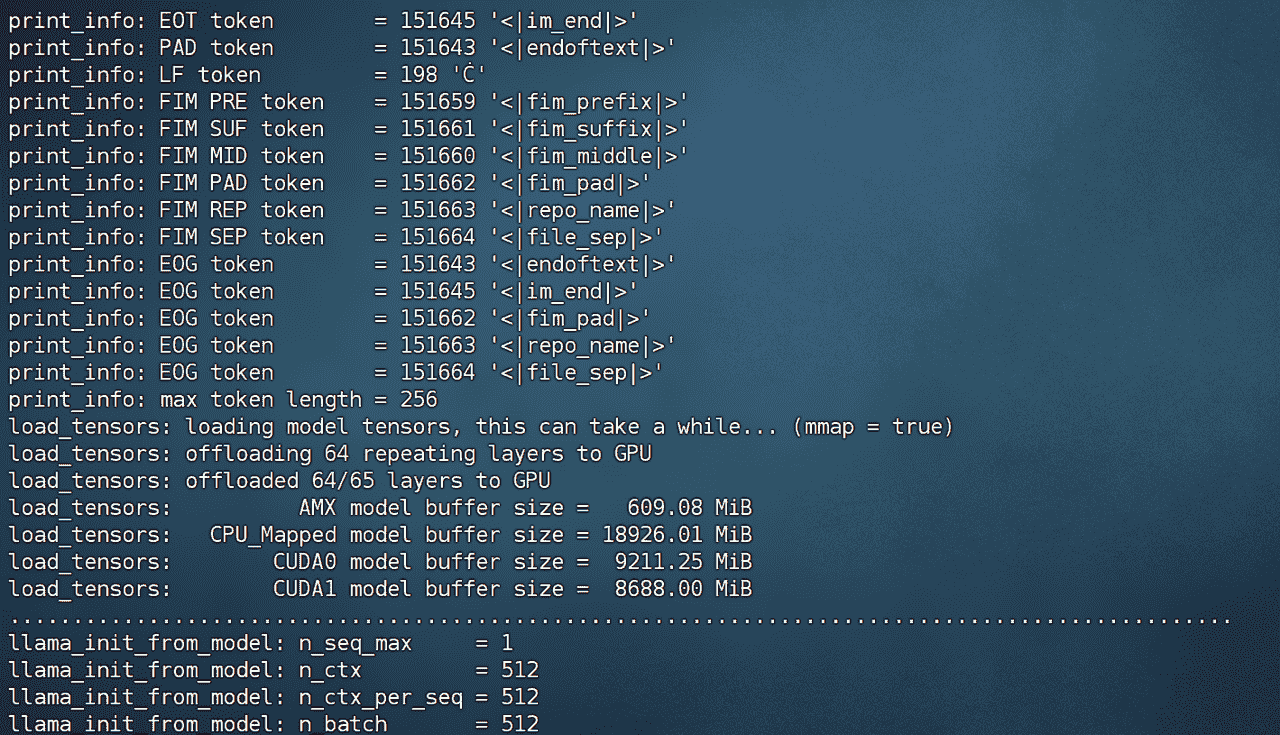 print_info: EOT token        = 151645 '<|im_end|>'
print_info: PAD token        = 151643 '<|endoftext|>'
print_info: LF token         = 198 'Ċ'
print_info: FIM PRE token    = 151659 '<|fim_prefix|>'
print_info: FIM SUF token    = 151661 '<|fim_suffix|>'
print_info: FIM MID token    = 151660 '<|fim_middle|>'
print_info: FIM PAD token    = 151662 '<|fim_pad|>'
print_info: FIM REP token    = 151663 '<|repo_name|>'
print_info: FIM SEP token    = 151664 '<|file_sep|>'
print_info: EOG token        = 151643 '<|endoftext|>'
print_info: EOG token        = 151645 '<|im_end|>'
print_info: EOG token        = 151662 '<|fim_pad|>'
print_info: EOG token        = 151663 '<|repo_name|>'
print_info: EOG token        = 151664 '<|file_sep|>'
print_info: max token length = 256
load_tensors: loading model tensors, this can take a while... (mmap = true)
load_tensors: offloading 64 repeating layers to GPU
load_tensors: offloaded 64/65 layers to GPU
load_tensors:          AMX model buffer size =   609.08 MiB
load_tensors:   CPU_Mapped model buffer size = 18926.01 MiB
load_tensors:        CUDA0 model buffer size =  9211.25 MiB
load_tensors:        CUDA1 model buffer size =  8688.00 MiB
.................................................................................................
llama_init_from_model: n_seq_max     = 1
llama_init_from_model: n_ctx         = 512
llama_init_from_model: n_ctx_per_seq = 512
llama_init_from_model: n_batch       = 512